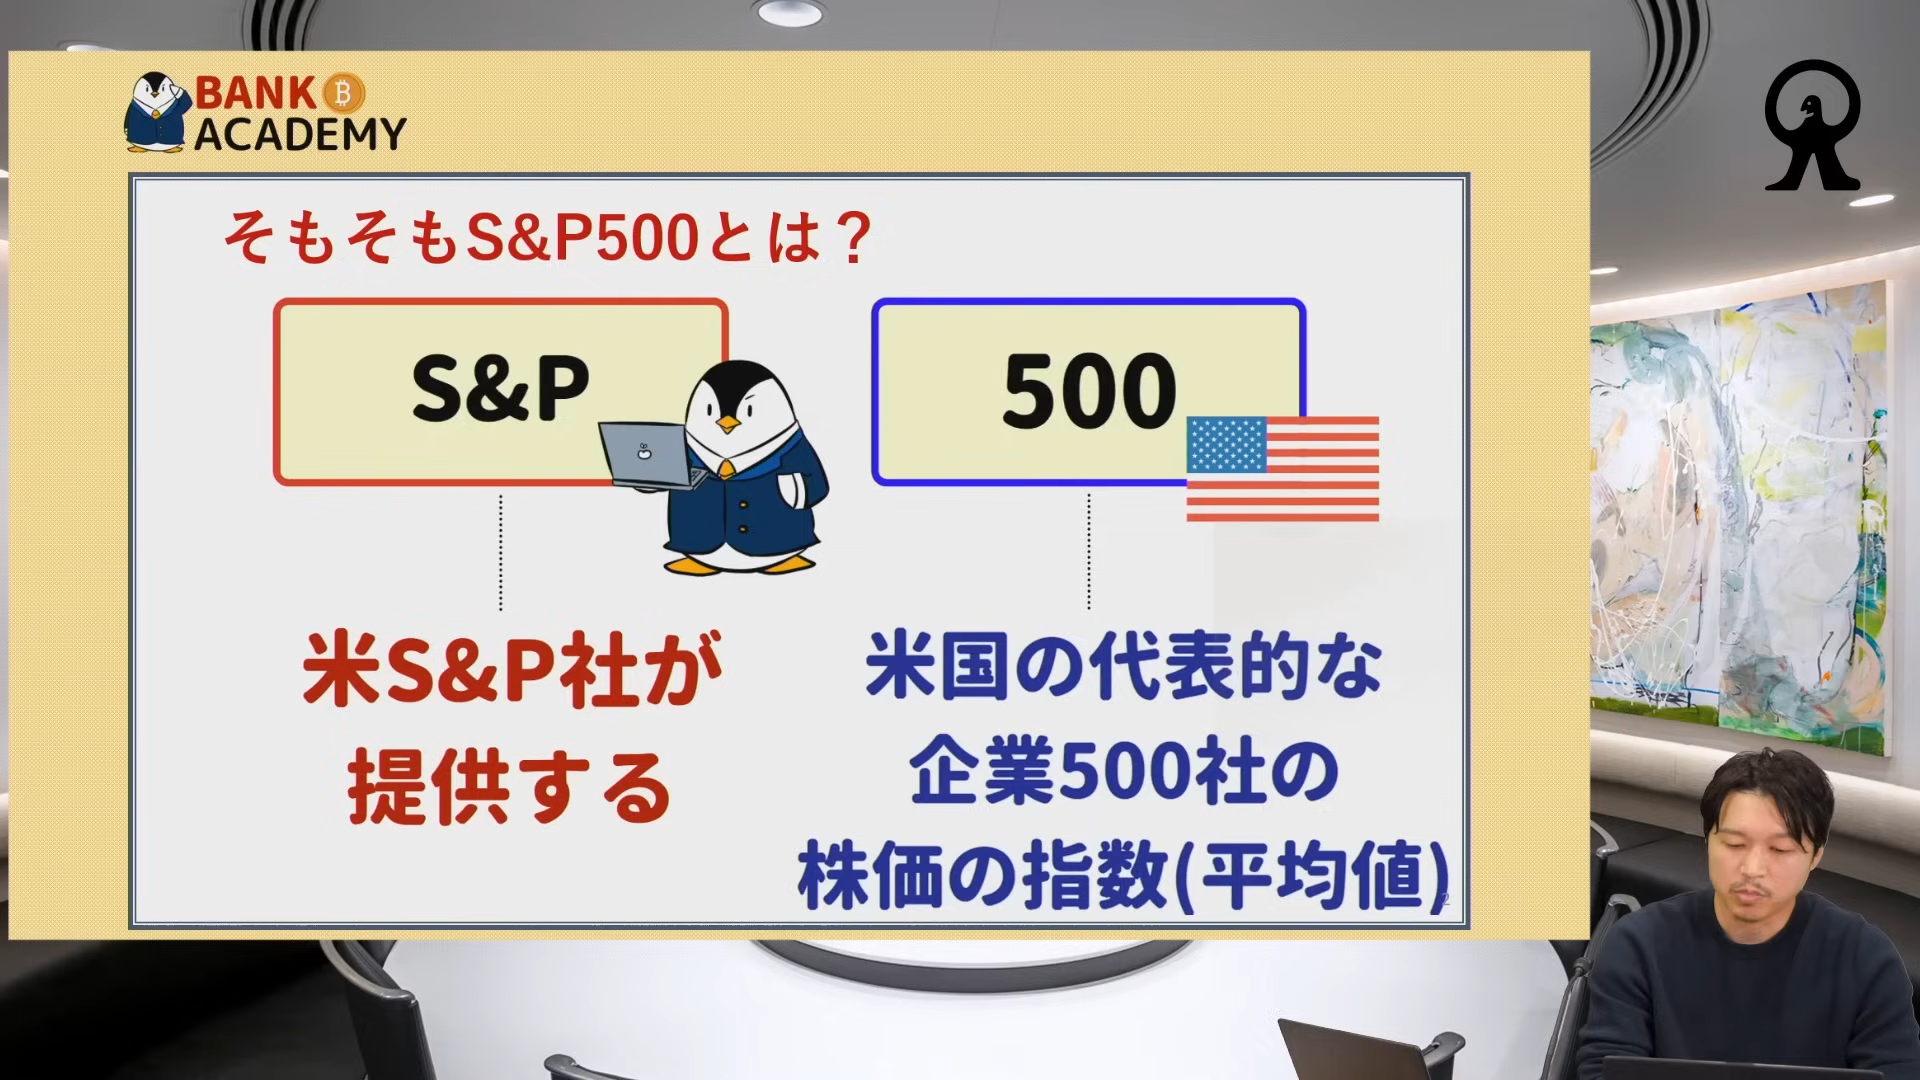 BANK
ACADEMY
そもそもS&P500とは？
S&P
500
米S&P社が
提供する
米国の代表的な
企業500社の
株価の指数(平均値)
2